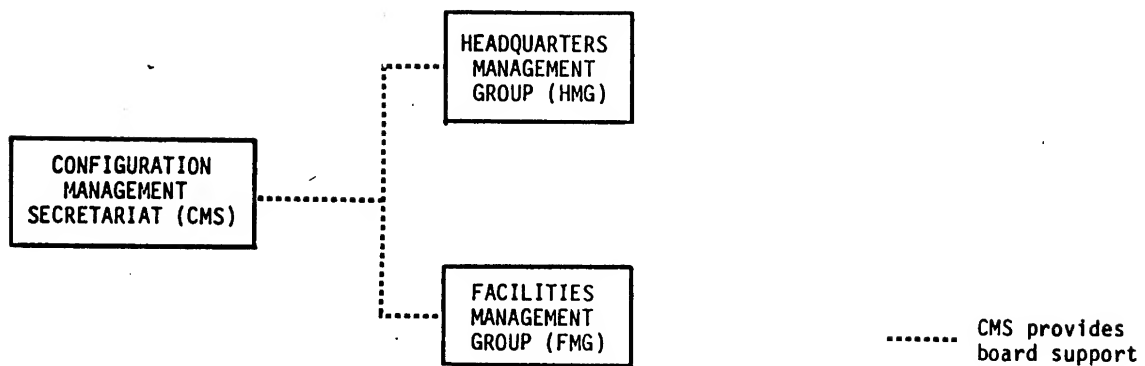 HEADQUARTERS
MANAGEMENT
GROUP (HMG)
CONFIGURATION
MANAGEMENT
SECRETARIAT (CMS)
FACILITIES
MANAGEMENT
GROUP (FMG)
CMS provides
board support